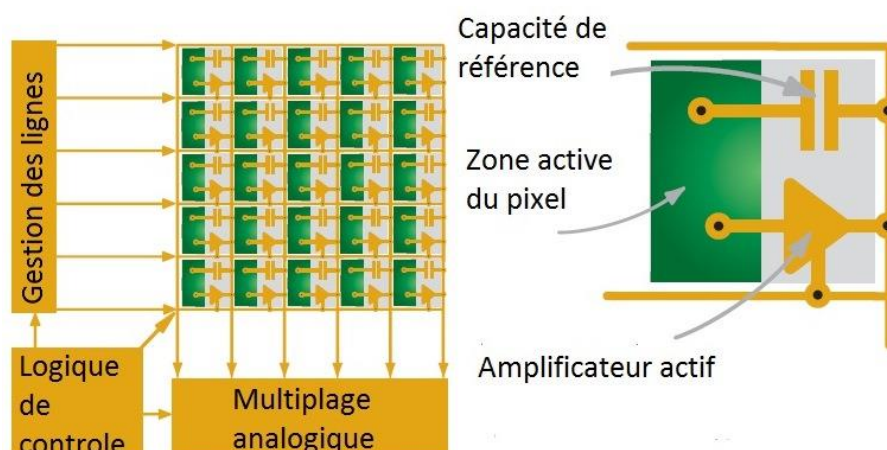 Gestion des lignes
Logique
de
controle
Multiplage
analogique
Capacité de
référence
Zone active
du pixel
Amplificateur actif